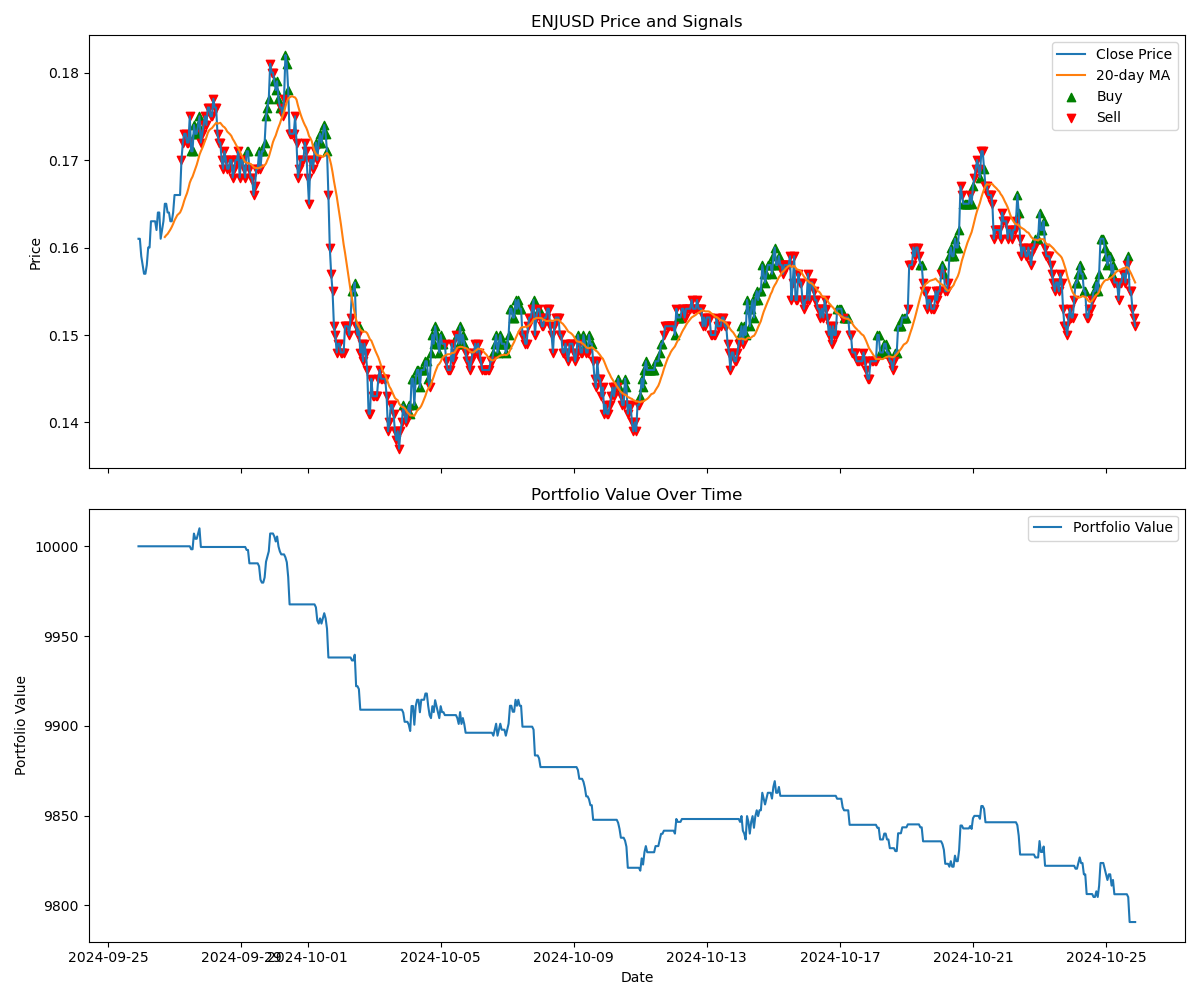 ENJUSD Price and Signals
Close Price
20-day MA
Buy
Sell
Price
0.18
0.17
0.16
0.15
0.14
Portfolio Value Over Time
Portfolio Value
Portfolio Value
10000
9950
9900
9850
9800
2024-09-25 2024-09-29 2024-10-01 2024-10-05 2024-10-09 2024-10-13 2024-10-17 2024-10-21 2024-10-25
Date